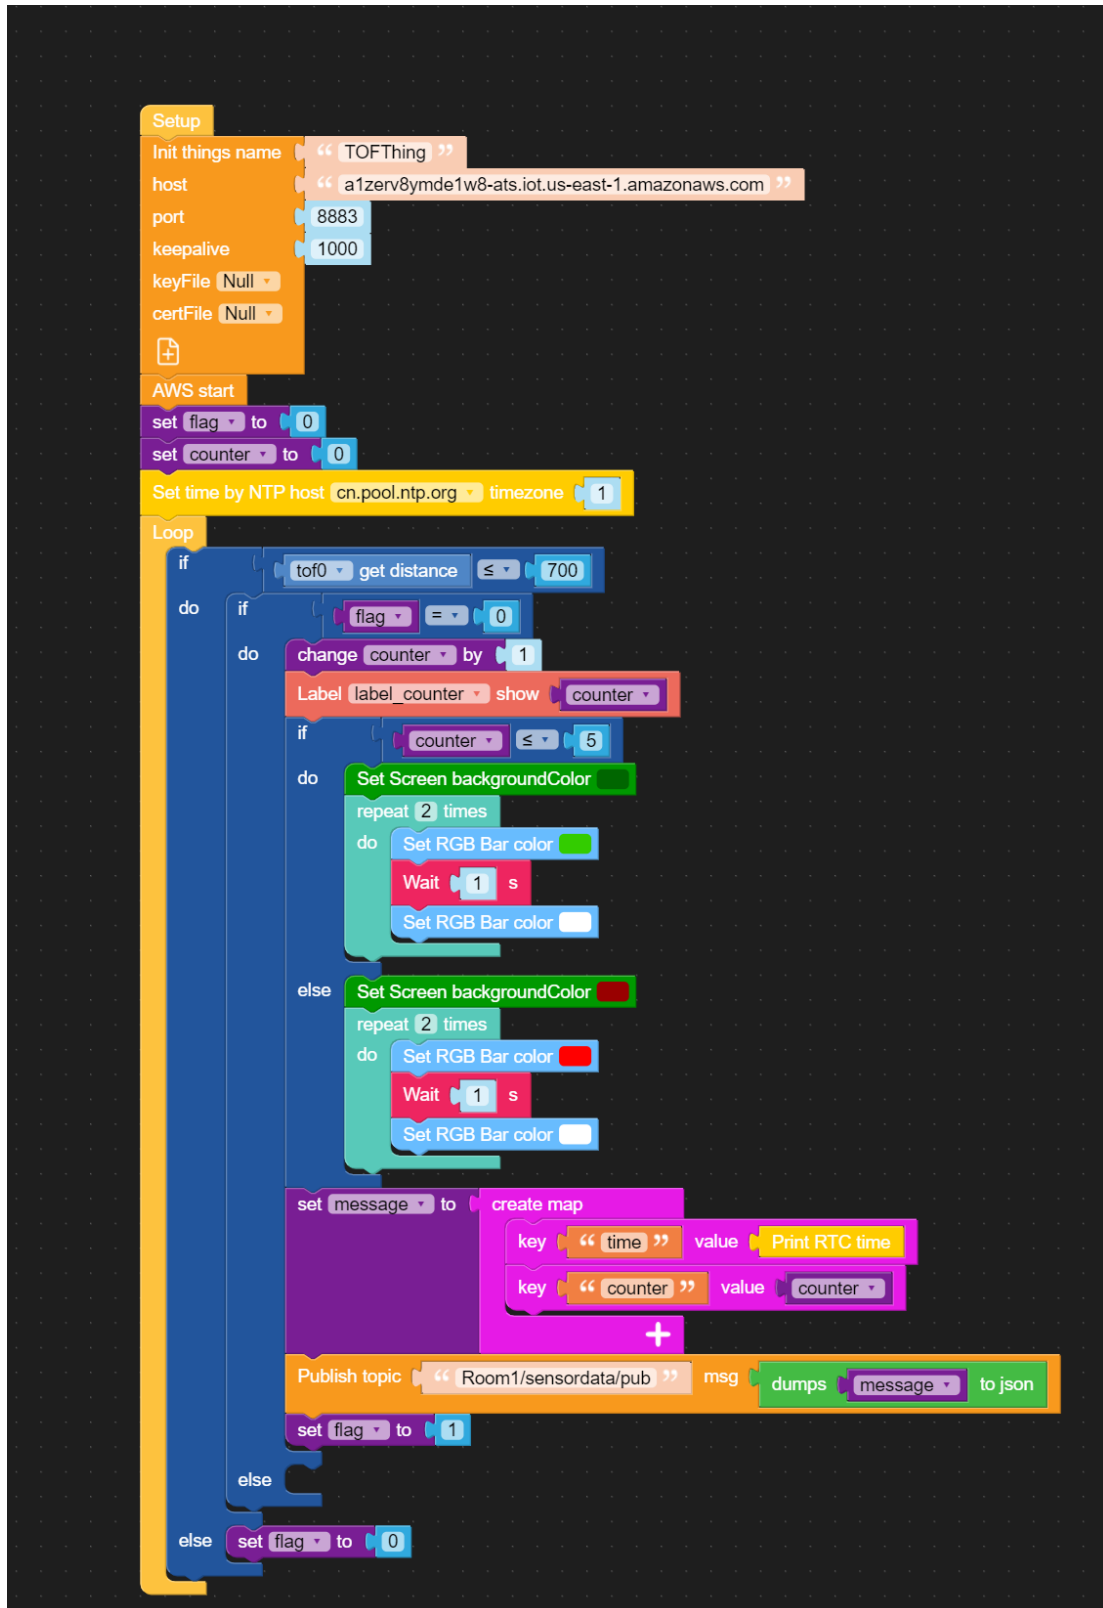 Setup
Init things name “ TOFThing ”
host “ a1zerv8ymde1w8-ats.iot.us-east-1.amazonaws.com ”
port 8883
keepalive 1000
keyFile Null
certFile Null
AWS start
set flag to 0
set counter to 0
Set time by NTP host cn.pool.ntp.org timezone 1
Loop
if tof0 get distance ≤ 700
do if flag = 0
do change counter by 1
Label label_counter show counter
if counter ≤ 5
do Set Screen backgroundColor
repeat 2 times
do Set RGB Bar color
Wait 1 s
Set RGB Bar color
else Set Screen backgroundColor
repeat 2 times
do Set RGB Bar color
Wait 1 s
Set RGB Bar color
set message to create map
key “ time ” value Print RTC time
key “ counter ” value counter
Publish topic “ Room1/sensordata/pub ” msg dumps message to json
set flag to 1
else
else set flag to 0